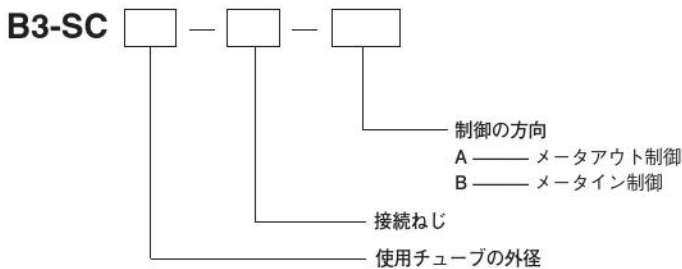 B3-SC □ — □ — □
制御の方向
A —— メータアウト制御
B —— メータイン制御
接続ねじ
使用チューブの外径